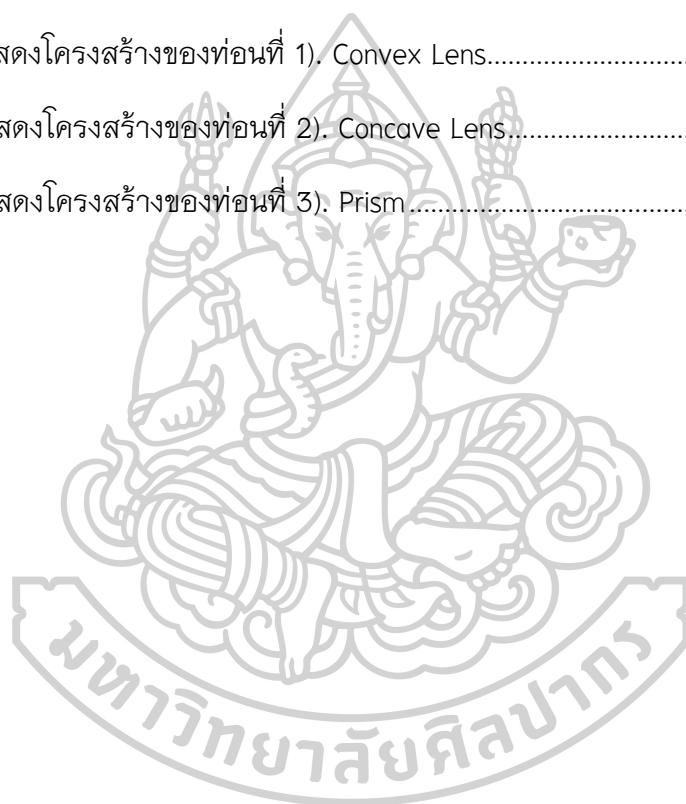 สดงโครงสร้างของท่อนที่ 1). Convex Lens...........................
สดงโครงสร้างของท่อนที่ 2). Concave Lens.........................
สดงโครงสร้างของท่อนที่ 3). Prism.......................................
มหาวิทยาลัยศิลปากร